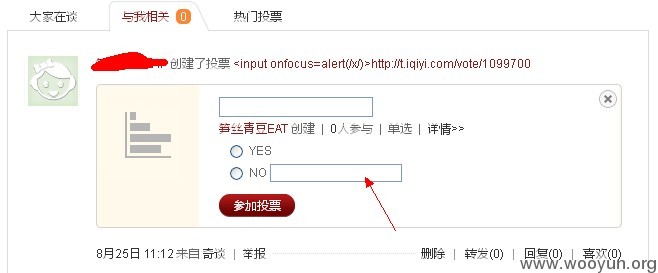 大家在谈 与我相关 0 热门投票
创建了投票 <input onfocus=alert(/x/)>http://t.iqiyi.com/vote/1099700
笋丝青豆EAT 创建 | 0人参与 | 单选 | 详情>>
YES
NO
参加投票
8月25日 11:12 来自 奇谈 | 举报 删除 | 转发(0) | 回复(0) | 喜欢(0)
www.wooyun.org